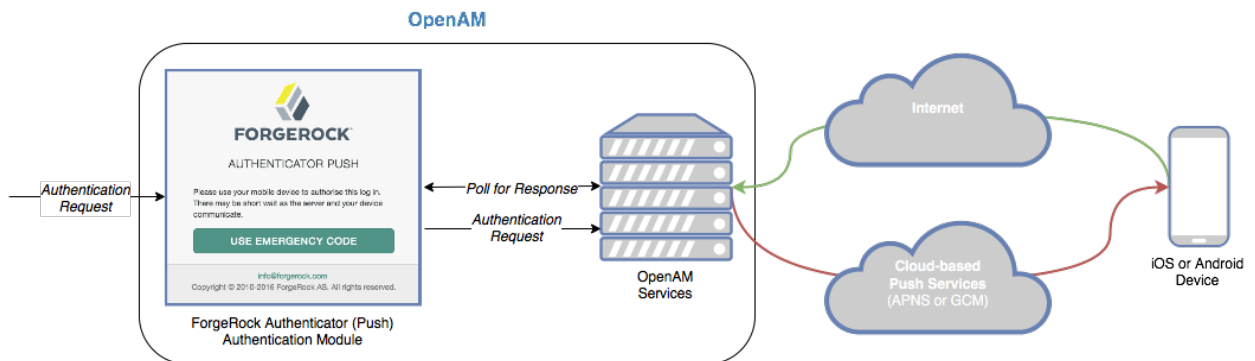 OpenAM
FORGEROCK
AUTHENTICATOR PUSH
Please use your mobile device to authorise this log in.
There may be short wait as the server and your device
communicate.
USE EMERGENCY CODE
info@forgerock.com
Copyright © 2010-2016 ForgeRock AS. All rights reserved.
ForgeRock Authenticator (Push)
Authentication Module
Authentication
Request
Poll for Response
Authentication
Request
OpenAM
Services
Internet
Cloud-based
Push Services
(APNS or GCM)
iOS or Android
Device